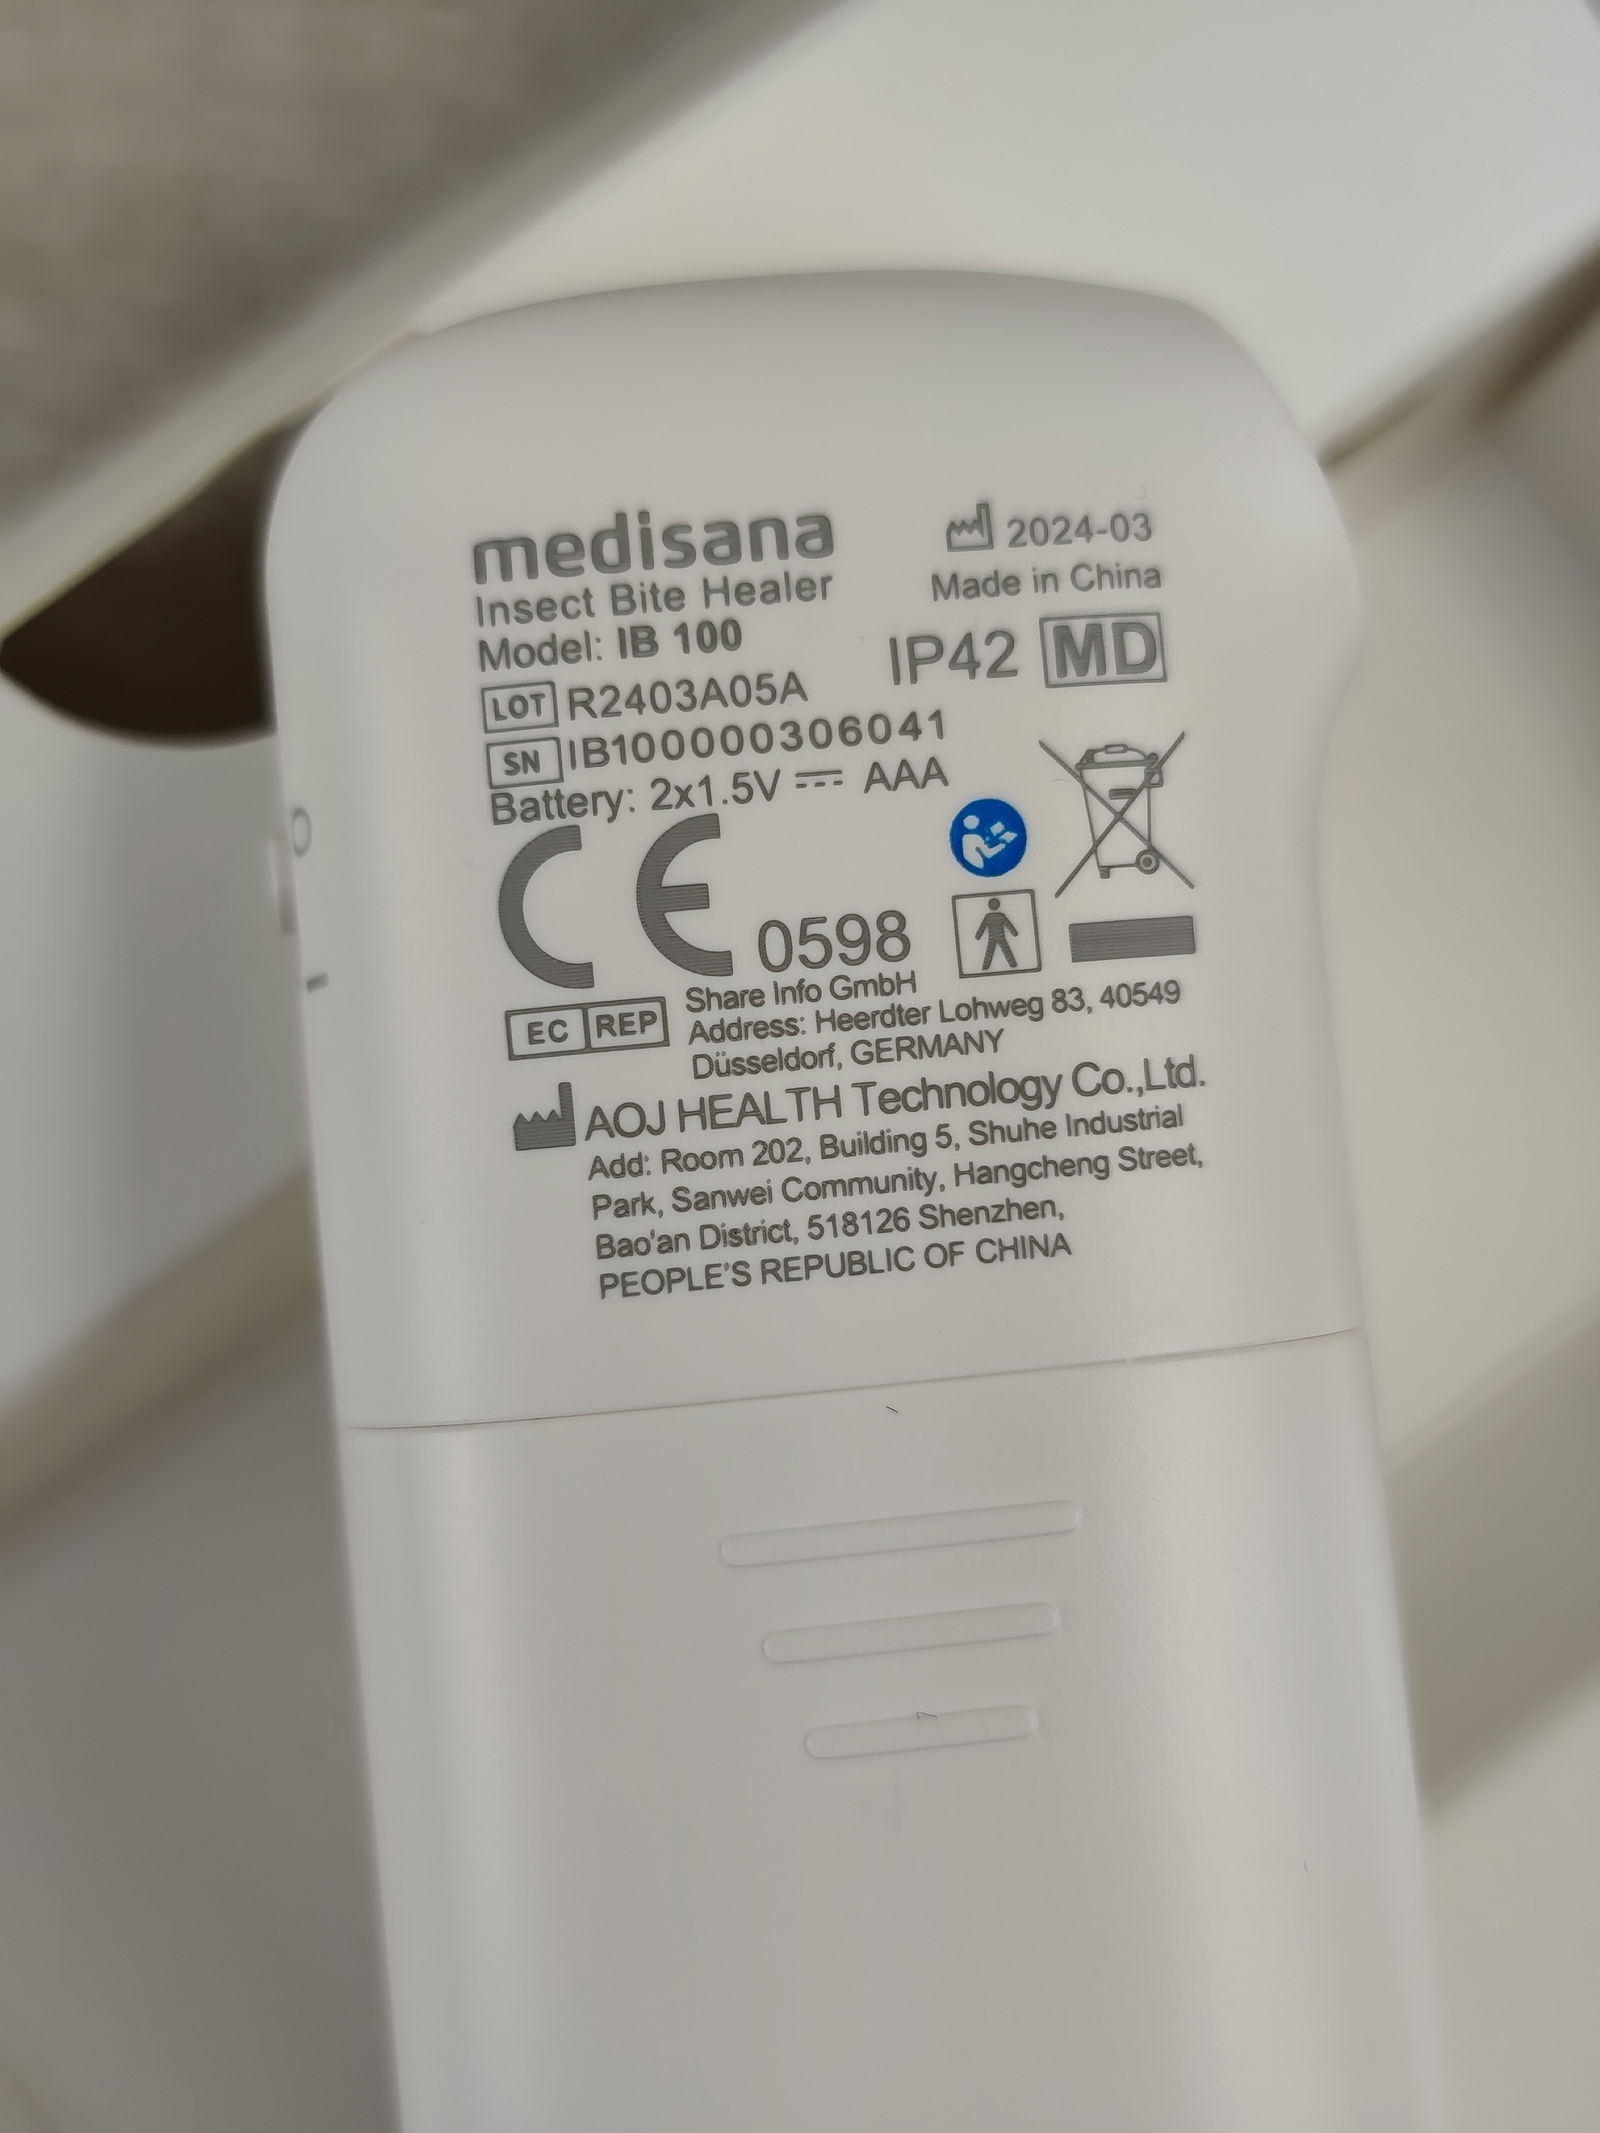 medisana
Insect Bite Healer
Model: IB 100
LOT R2403A05A
SN IB100000306041
Battery: 2x1.5V ⎓ AAA
2024-03
Made in China
IP42 MD
CE 0598
EC REP
Share Info GmbH
Address: Heerdter Lohweg 83, 40549
Düsseldorf, GERMANY
AOJ HEALTH Technology Co.,Ltd.
Add: Room 202, Building 5, Shuhe Industrial
Park, Sanwei Community, Hangcheng Street,
Bao'an District, 518126 Shenzhen,
PEOPLE'S REPUBLIC OF CHINA